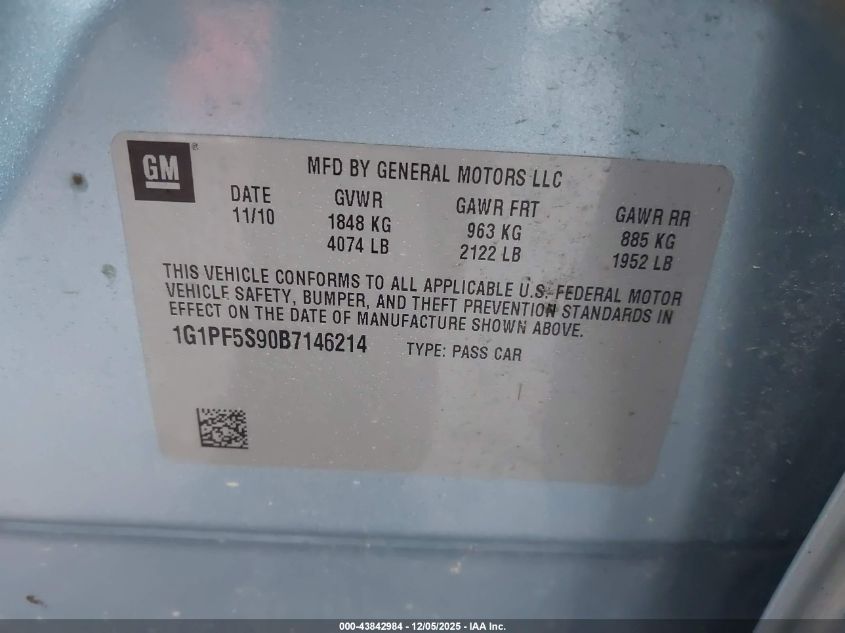 GM ®
MFD BY GENERAL MOTORS LLC
DATE GVWR GAWR FRT GAWR RR
11/10 1848 KG 963 KG 885 KG
4074 LB 2122 LB 1952 LB
THIS VEHICLE CONFORMS TO ALL APPLICABLE U.S. FEDERAL MOTOR
VEHICLE SAFETY, BUMPER, AND THEFT PREVENTION STANDARDS IN
EFFECT ON THE DATE OF MANUFACTURE SHOWN ABOVE.
1G1PF5S90B7146214 TYPE: PASS CAR
000-43842984 - 12/05/2025 - IAA Inc.